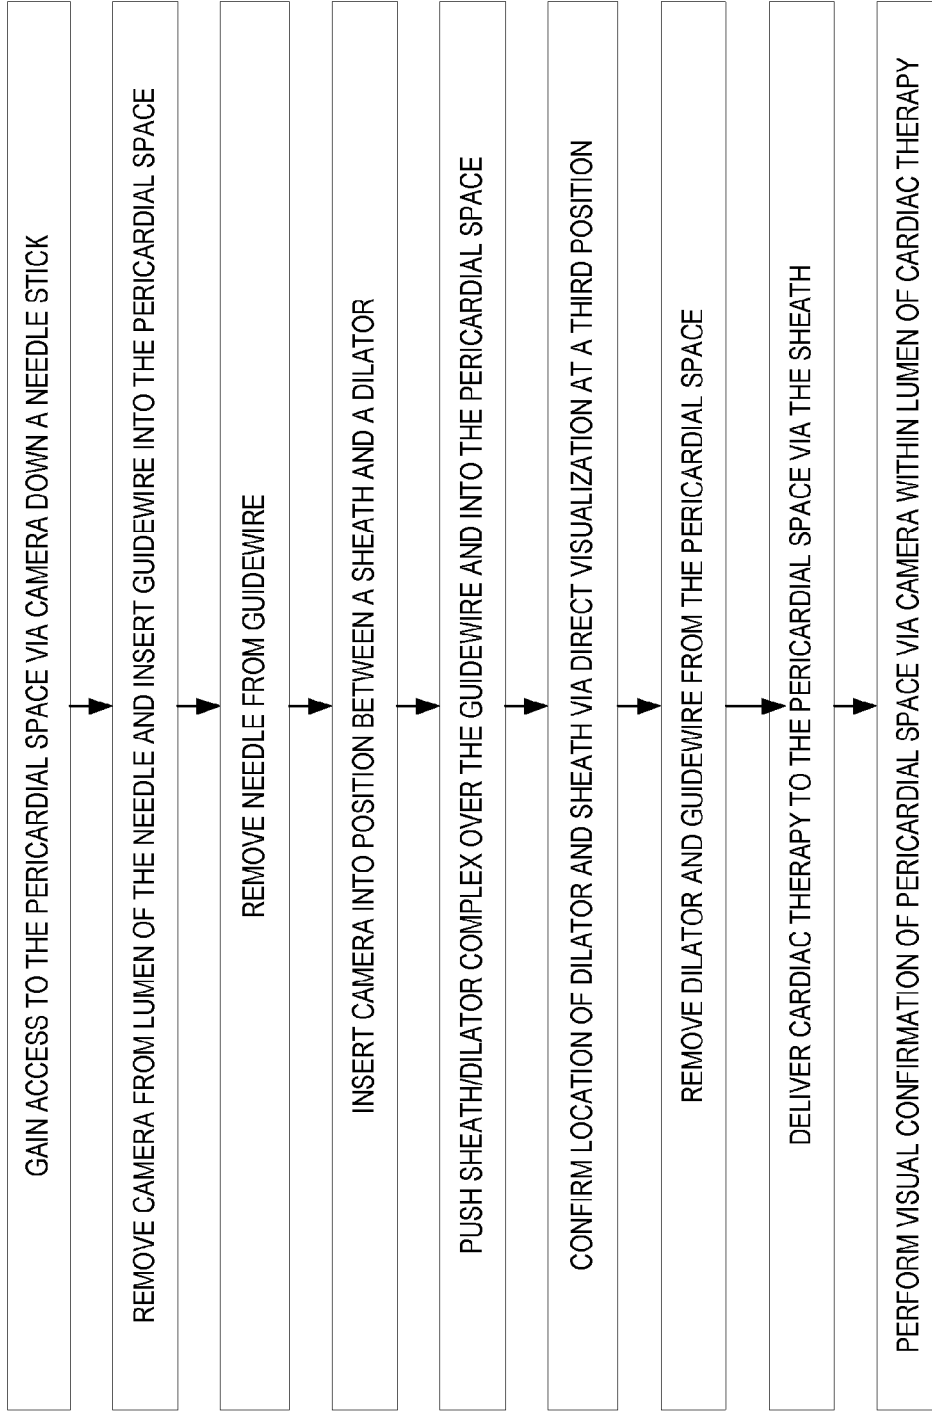 GAIN ACCESS TO THE PERICARDIAL SPACE VIA CAMERA DOWN A NEEDLE STICK
REMOVE CAMERA FROM LUMEN OF THE NEEDLE AND INSERT GUIDEWIRE INTO THE PERICARDIAL SPACE
REMOVE NEEDLE FROM GUIDEWIRE
INSERT CAMERA INTO POSITION BETWEEN A SHEATH AND A DILATOR
PUSH SHEATH/DILATOR COMPLEX OVER THE GUIDEWIRE AND INTO THE PERICARDIAL SPACE
CONFIRM LOCATION OF DILATOR AND SHEATH VIA DIRECT VISUALIZATION AT A THIRD POSITION
REMOVE DILATOR AND GUIDEWIRE FROM THE PERICARDIAL SPACE
DELIVER CARDIAC THERAPY TO THE PERICARDIAL SPACE VIA THE SHEATH
PERFORM VISUAL CONFIRMATION OF PERICARDIAL SPACE VIA CAMERA WITHIN LUMEN OF CARDIAC THERAPY